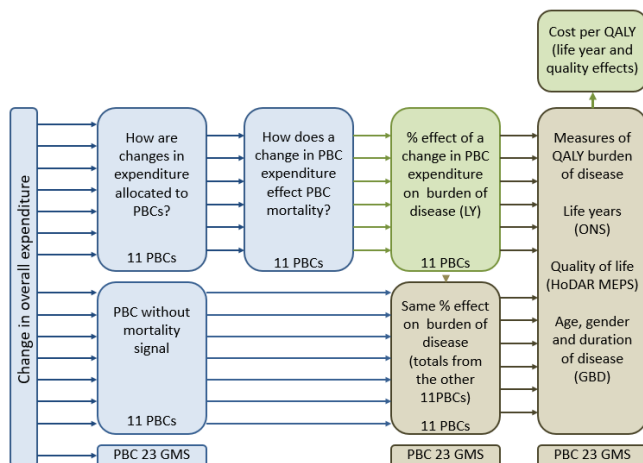 Cost per QALY
(life year and
quality effects)
Change in overall expenditure
How are
changes in
expenditure
allocated to
PBCs?
11 PBCs
How does a
change in PBC
expenditure
effect PBC
mortality?
11 PBCs
% effect of a
change in PBC
expenditure
on burden of
disease (LY)
11 PBCs
Measures of
QALY burden
of disease
Life years
(ONS)
Quality of life
(HoDAR MEPS)
Age, gender
and duration
of disease
(GBD)
PBC without
mortality
signal
11 PBCs
Same % effect
on burden of
disease
(totals from
the other
11PBCs)
11 PBCs
PBC 23 GMS
PBC 23 GMS
PBC 23 GMS